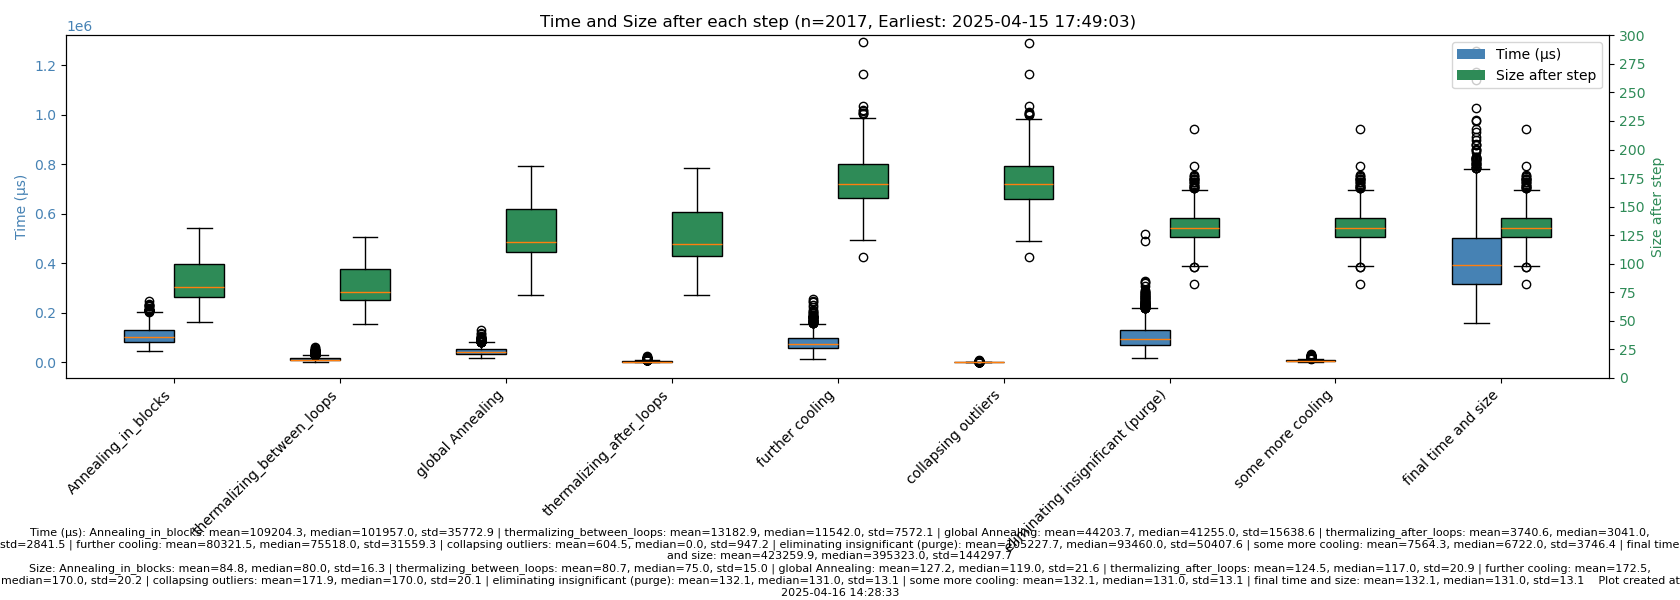 Time and Size after each step (n=2017, Earliest: 2025-04-15 17:49:03)
1e6
Time (µs)
Size after step
1.2
1.0
0.8
0.6
0.4
0.2
0.0
Time (µs)
300
275
250
225
200
175
150
125
100
75
50
25
0
Size after step
Annealing_in_blocks
thermalizing_between_loops
global Annealing
thermalizing_after_loops
further cooling
collapsing outliers
eliminating insignificant (purge)
some more cooling
final time and size
Time (µs): Annealing_in_blocks: mean=109204.3, median=101957.0, std=35772.9 | thermalizing_between_loops: mean=13182.9, median=11542.0, std=7572.1 | global Annealing: mean=44203.7, median=41255.0, std=15638.6 | thermalizing_after_loops: mean=3740.6, median=3041.0,
std=2841.5 | further cooling: mean=80321.5, median=75518.0, std=31559.3 | collapsing outliers: mean=604.5, median=0.0, std=947.2 | eliminating insignificant (purge): mean=105227.7, median=93460.0, std=50407.6 | some more cooling: mean=7564.3, median=6722.0, std=3746.4 | final time
and size: mean=423259.9, median=395323.0, std=144297.7
Size: Annealing_in_blocks: mean=84.8, median=80.0, std=16.3 | thermalizing_between_loops: mean=80.7, median=75.0, std=15.0 | global Annealing: mean=127.2, median=119.0, std=21.6 | thermalizing_after_loops: mean=124.5, median=117.0, std=20.9 | further cooling: mean=172.5,
median=170.0, std=20.2 | collapsing outliers: mean=171.9, median=170.0, std=20.1 | eliminating insignificant (purge): mean=132.1, median=131.0, std=13.1 | some more cooling: mean=132.1, median=131.0, std=13.1 | final time and size: mean=132.1, median=131.0, std=13.1    Plot created at
2025-04-16 14:28:33